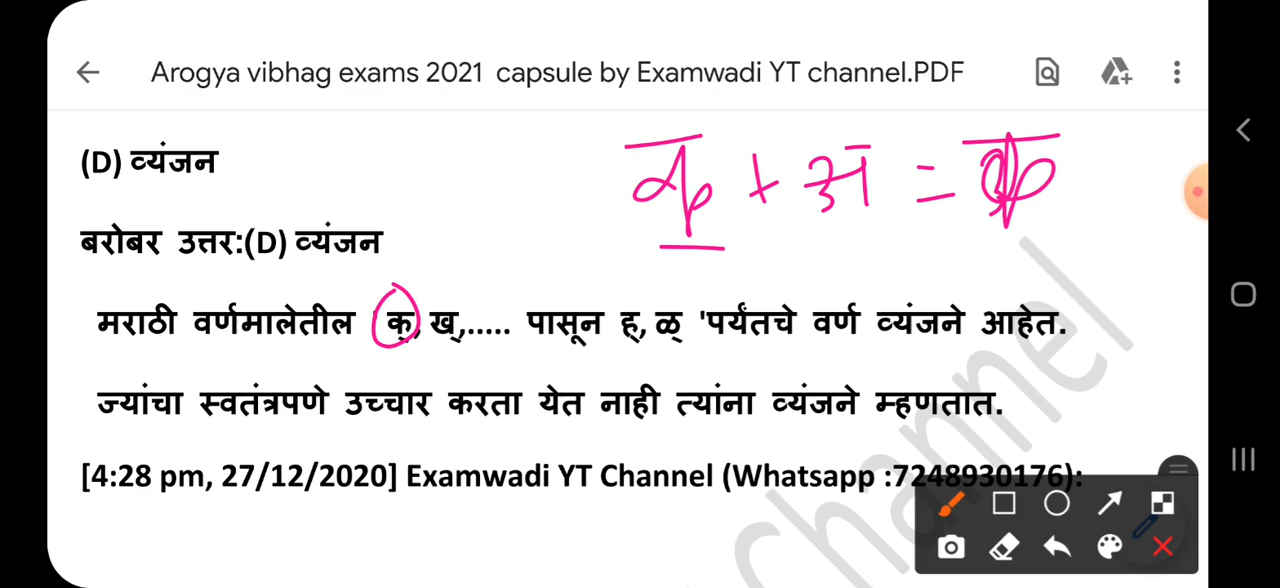 Arogya vibhag exams 2021 capsule by Examwadi YT channel.PDF
(D) व्यंजन
क् + अ = क
बरोबर उत्तर:(D) व्यंजन
मराठी वर्णमालेतील 'क्, ख्,..... पासून ह्, ळ् 'पर्यंतचे वर्ण व्यंजने आहेत.
ज्यांचा स्वतंत्रपणे उच्चार करता येत नाही त्यांना व्यंजने म्हणतात.
[4:28 pm, 27/12/2020] Examwadi YT Channel (Whatsapp :7248930176):
Channel